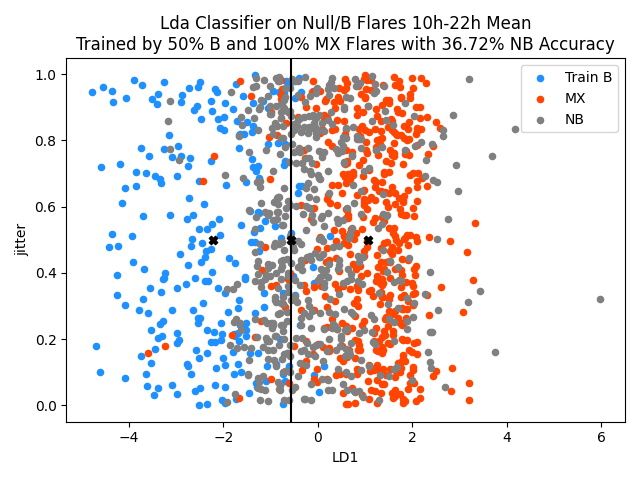 Lda Classifier on Null/B Flares 10h-22h Mean
Trained by 50% B and 100% MX Flares with 36.72% NB Accuracy
Train B
MX
NB
1.0
0.8
0.6
0.4
0.2
0.0
jitter
−4
−2
0
2
4
6
LD1